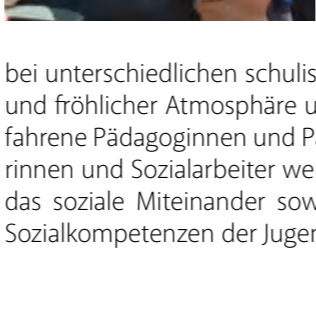 bei unterschiedlichen schulis
und fröhlicher Atmosphäre u
fahrene Pädagoginnen und Pä
rinnen und Sozialarbeiter we
das soziale Miteinander sow
Sozialkompetenzen der Jugen